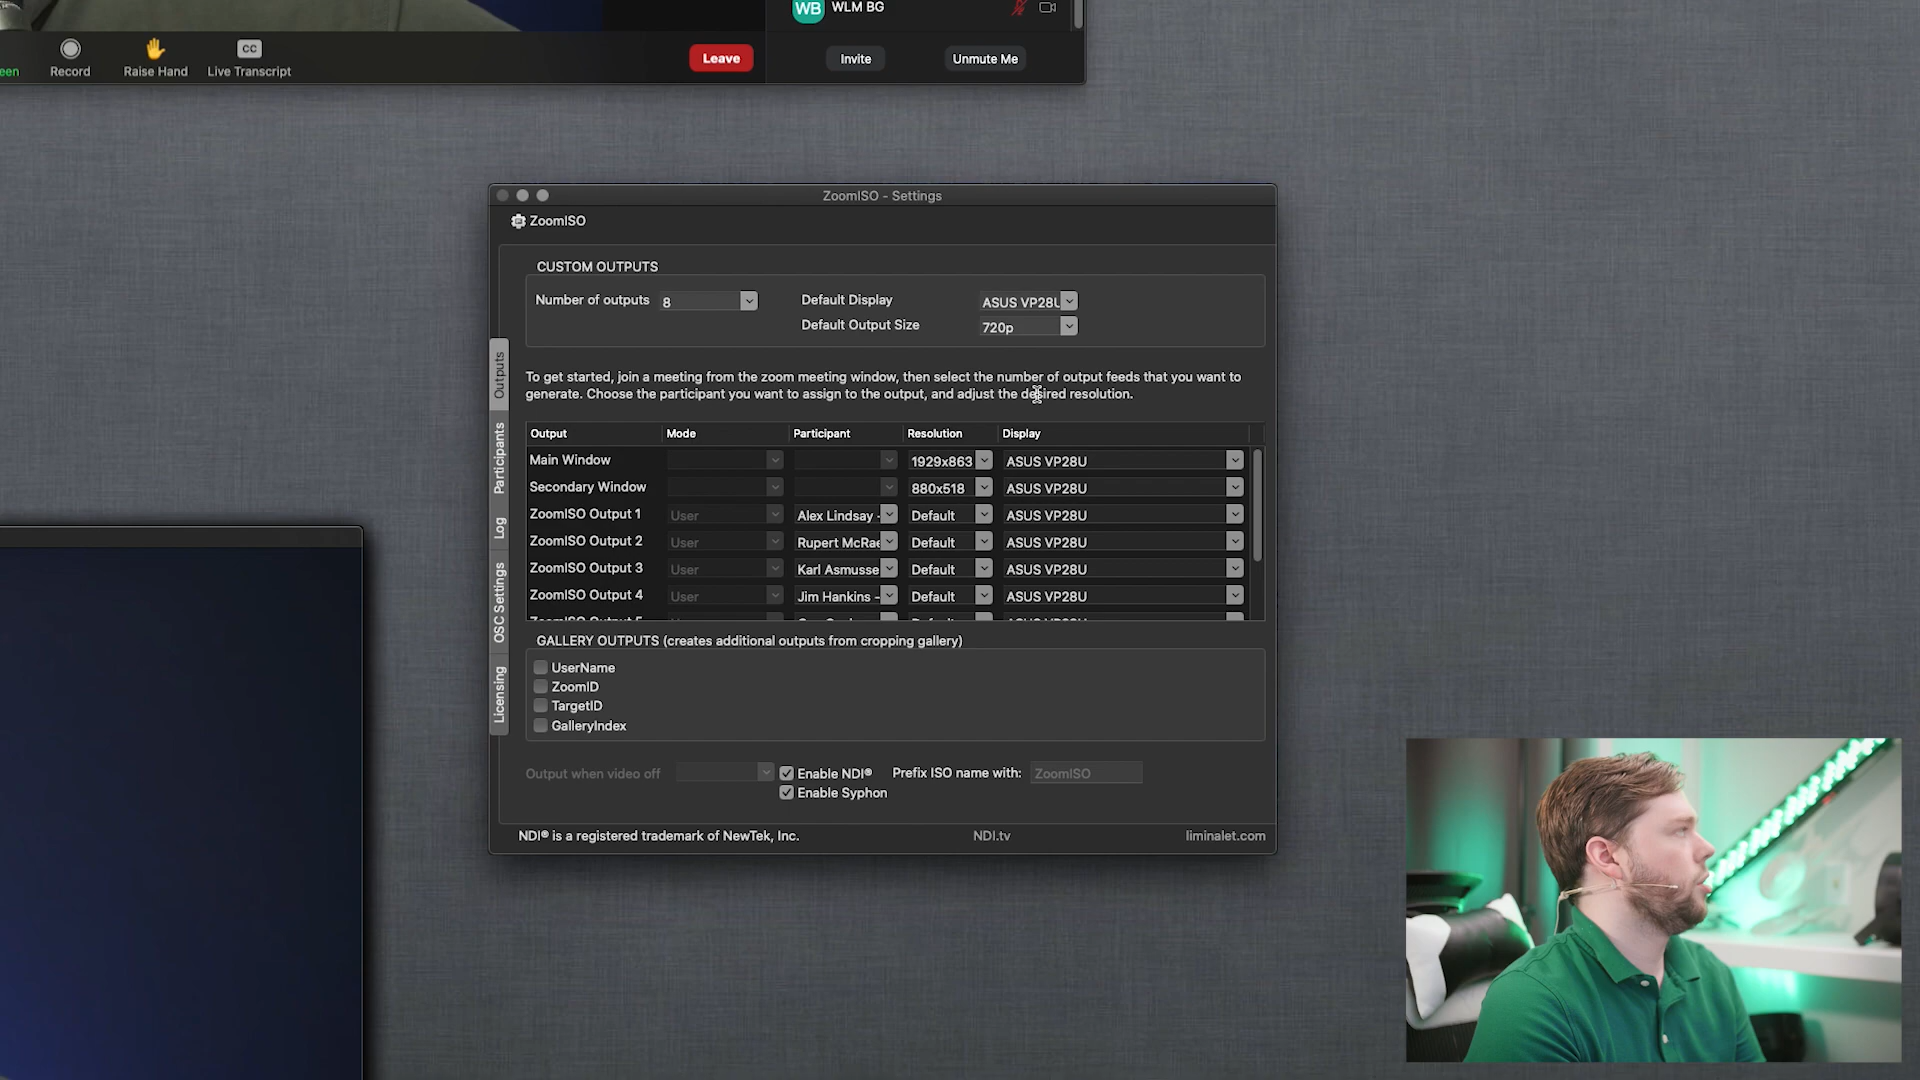 WB WLM BG
een Record Raise Hand CC Live Transcript Leave Invite Unmute Me
ZoomISO - Settings
ZoomISO
CUSTOM OUTPUTS
Number of outputs 8 Default Display ASUS VP28U
Default Output Size 720p
Outputs
Participants
Log
OSC Settings
Licensing
To get started, join a meeting from the zoom meeting window, then select the number of output feeds that you want to
generate. Choose the participant you want to assign to the output, and adjust the desired resolution.
Output Mode Participant Resolution Display
Main Window 1929x863 ASUS VP28U
Secondary Window 880x518 ASUS VP28U
ZoomISO Output 1 User Alex Lindsay - Default ASUS VP28U
ZoomISO Output 2 User Rupert McRae Default ASUS VP28U
ZoomISO Output 3 User Karl Asmusse Default ASUS VP28U
ZoomISO Output 4 User Jim Hankins - Default ASUS VP28U
GALLERY OUTPUTS (creates additional outputs from cropping gallery)
UserName
ZoomID
TargetID
GalleryIndex
Output when video off Enable NDI® Prefix ISO name with: ZoomISO
Enable Syphon
NDI® is a registered trademark of NewTek, Inc. NDI.tv liminalet.com